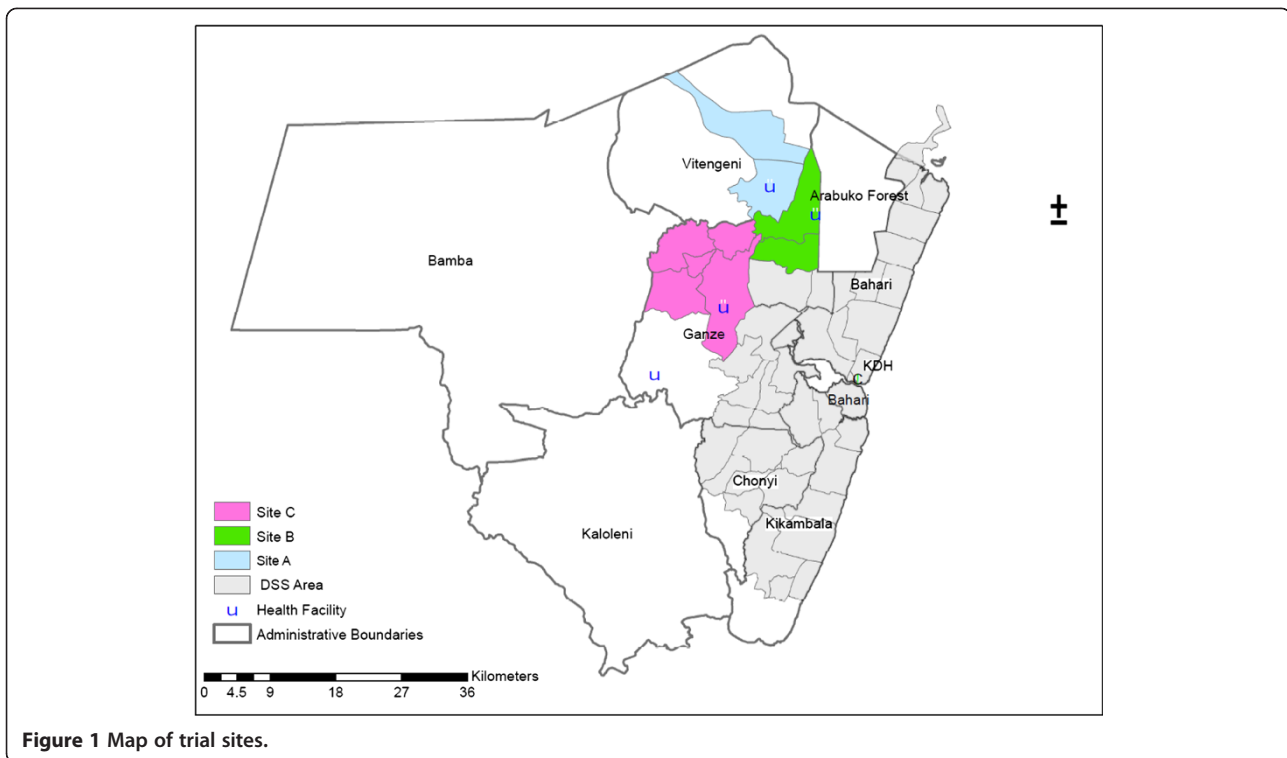 Vitengeni
ü
Arabuko Forest
ü
±
Bamba
Bahari
ü
Ganze
u
KDH
c
Bahari
Chonyi
Kikambala
Kaloleni
Site C
Site B
Site A
DSS Area
u Health Facility
Administrative Boundaries
Kilometers
0 4.5 9 18 27 36
Figure 1 Map of trial sites.